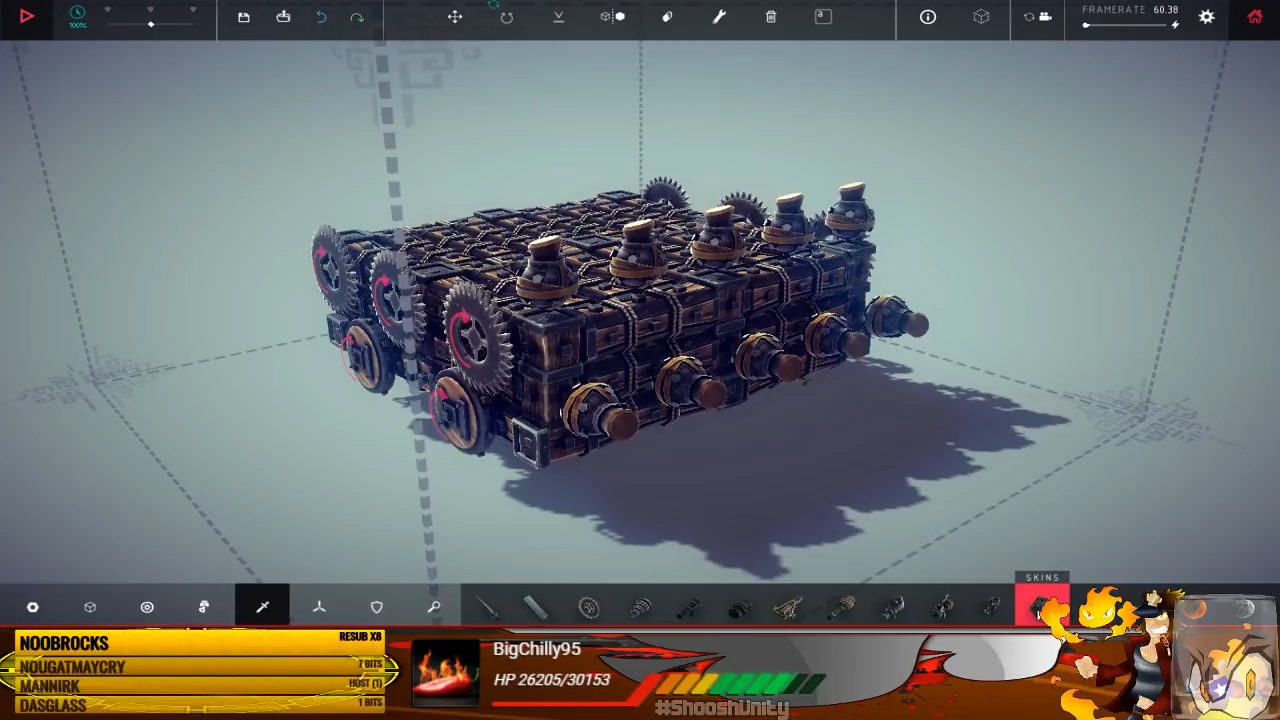 100%
FRAMERATE 60.38
a
SKINS
NOOBROCKS RESUB X8
NOUGATMAYCRY 7 BITS
MANNIRK HOST (1)
DASGLASS 1 BITS
BigChilly95
HP 26205/30153
#ShooshUnity